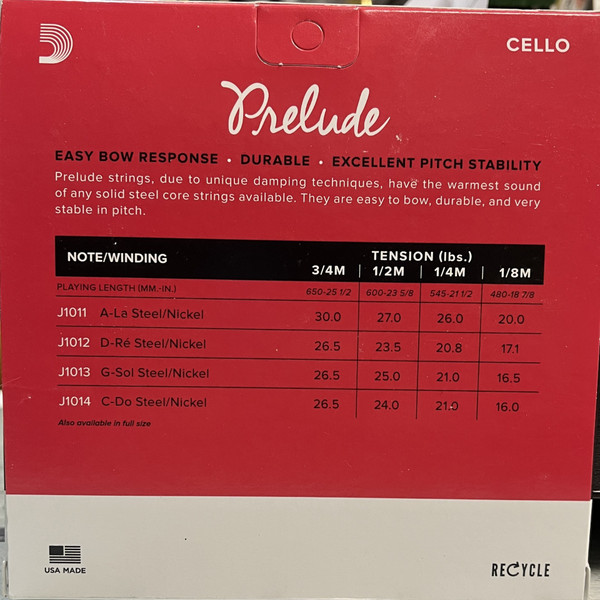 CELLO
Prelude
EASY BOW RESPONSE • DURABLE • EXCELLENT PITCH STABILITY
Prelude strings, due to unique damping techniques, have the warmest sound
of any solid steel core strings available. They are easy to bow, durable, and very
stable in pitch.
NOTE/WINDING TENSION (lbs.)
3/4M | 1/2M | 1/4M | 1/8M
PLAYING LENGTH (MM.-IN.) 650-25 1/2 600-23 5/8 545-21 1/2 480-18 7/8
J1011 A-La Steel/Nickel 30.0 27.0 26.0 20.0
J1012 D-Ré Steel/Nickel 26.5 23.5 20.8 17.1
J1013 G-Sol Steel/Nickel 26.5 25.0 21.0 16.5
J1014 C-Do Steel/Nickel 26.5 24.0 21.0 16.0
Also available in full size
USA MADE
RECYCLE